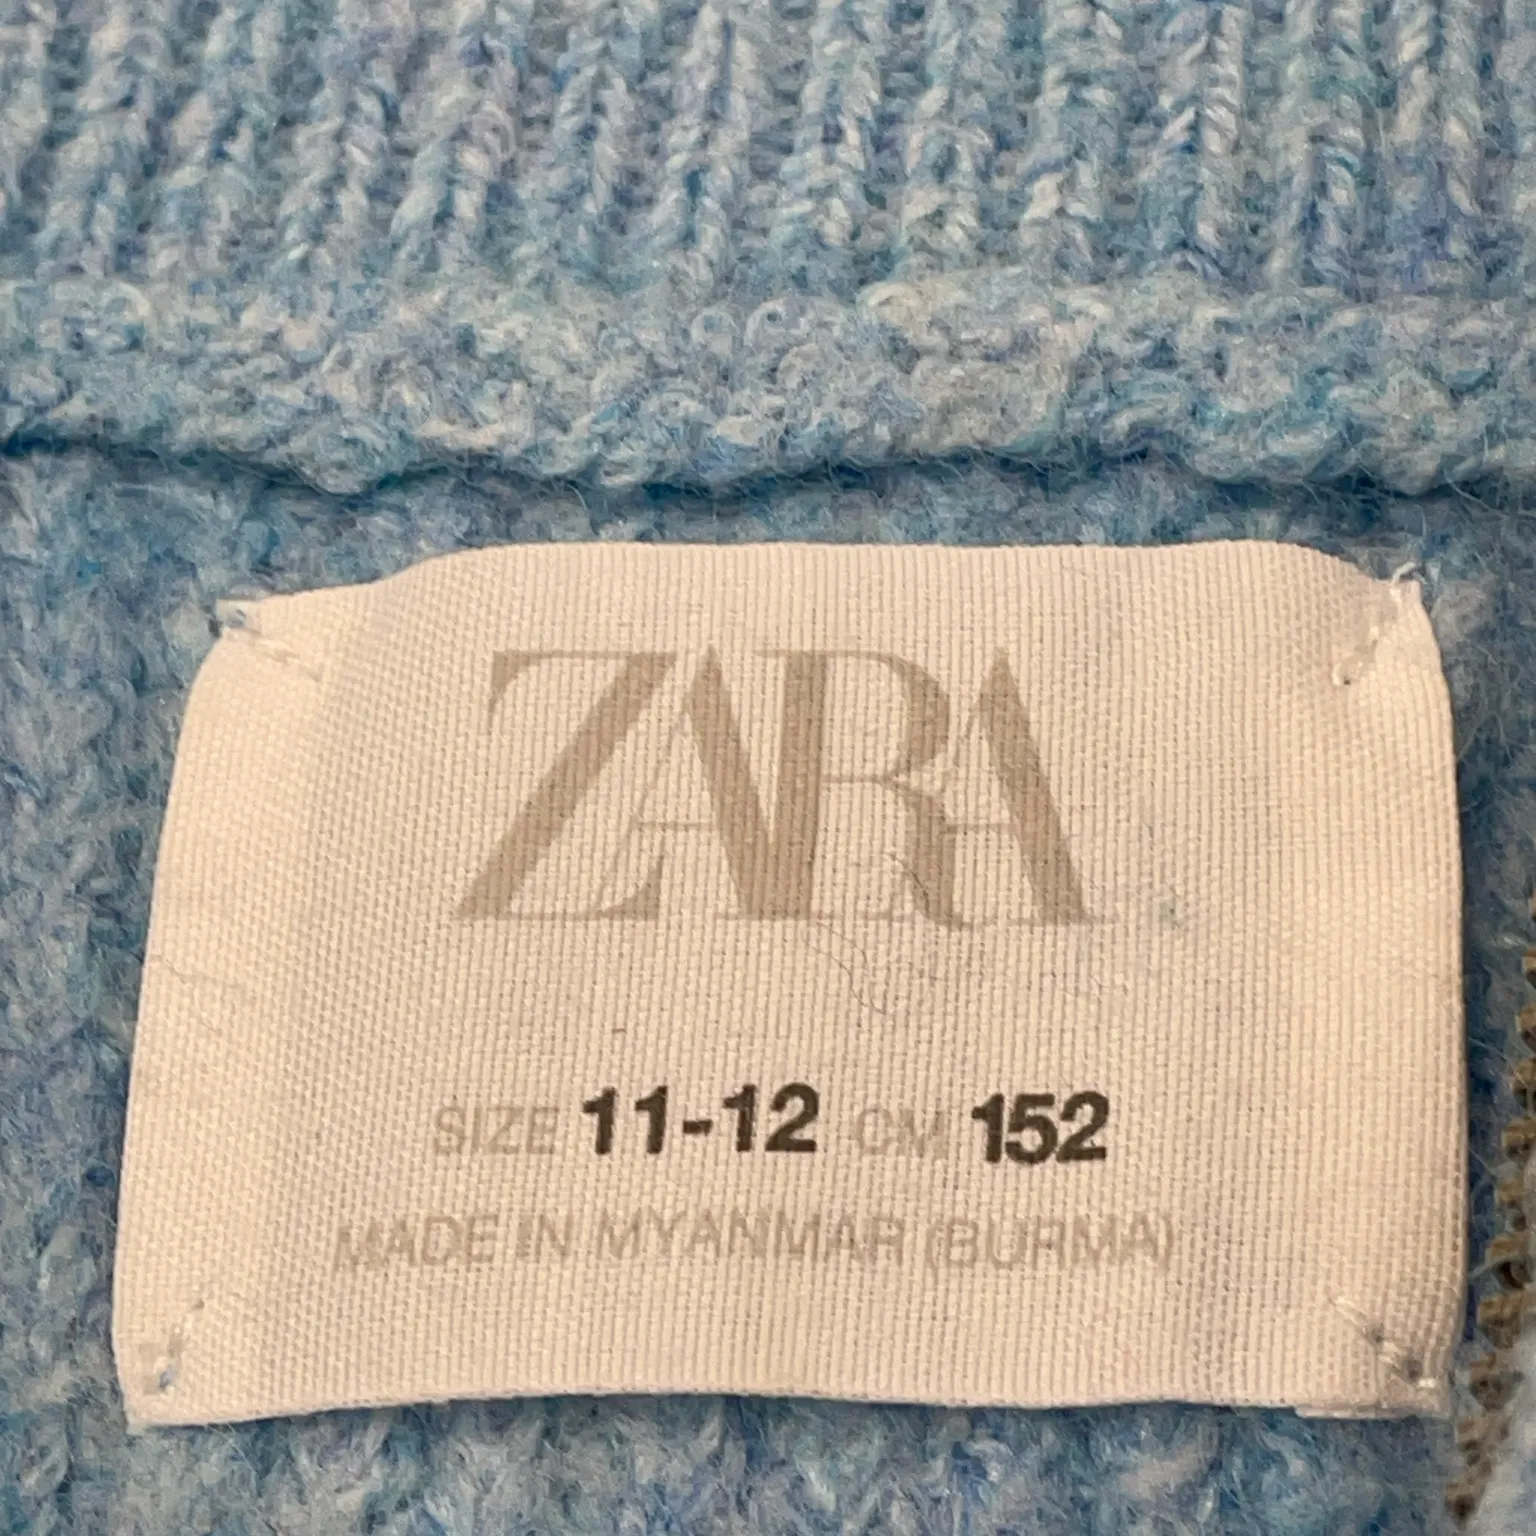 ZARA
SIZE 11-12 CM 152
MADE IN MYANMAR (BURMA)